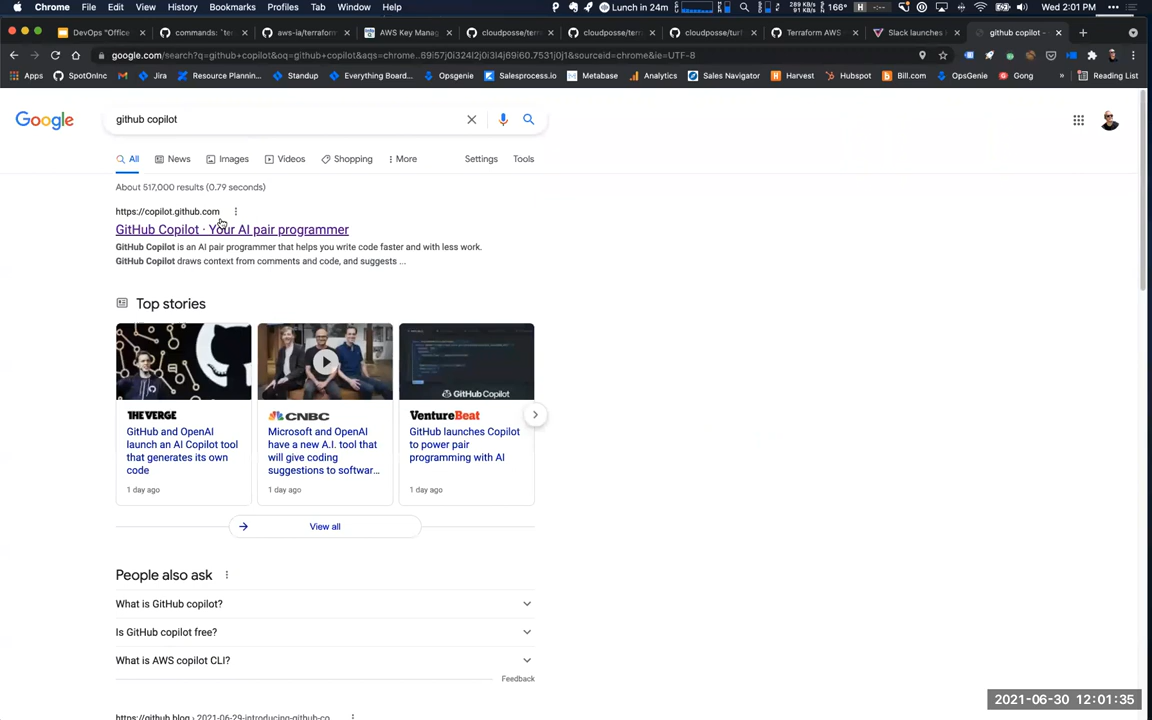 Chrome File Edit View History Bookmarks Profiles Tab Window Help
Lunch in 24m
289 KB/s
91 KB/s
166°
Wed 2:01 PM
DevOps "Office
commands: `te
aws-ia/terraform
AWS Key Mana
cloudposse/ter
cloudposse/ter
cloudposse/turf
Terraform AWS
Slack launches
github copilot -
google.com/search?q=github+copilot&oq=github+copilot&aqs=chrome..69i57j0i324l2j0i3l4j69i60.7531j0j1&sourceid=chrome&ie=UTF-8
Apps SpotOnInc Jira Resource Plannin... Standup Everything Board... Opsgenie Salesprocess.io Metabase Analytics Sales Navigator Harvest Hubspot Bill.com OpsGenie Gong » Reading List
Google
github copilot
All News Images Videos Shopping More Settings Tools
About 517,000 results (0.79 seconds)
https://copilot.github.com
GitHub Copilot · Your AI pair programmer
GitHub Copilot is an AI pair programmer that helps you write code faster and with less work.
GitHub Copilot draws context from comments and code, and suggests ...
Top stories
GitHub Copilot
THE VERGE
GitHub and OpenAI
launch an AI Copilot tool
that generates its own
code
1 day ago
CNBC
Microsoft and OpenAI
have a new A.I. tool that
will give coding
suggestions to softwar...
1 day ago
VentureBeat
GitHub launches Copilot
to power pair
programming with AI
1 day ago
View all
People also ask
What is GitHub copilot?
Is GitHub copilot free?
What is AWS copilot CLI?
Feedback
https://github.blog › 2021-06-29-introducing-github-co...
2021-06-30 12:01:35